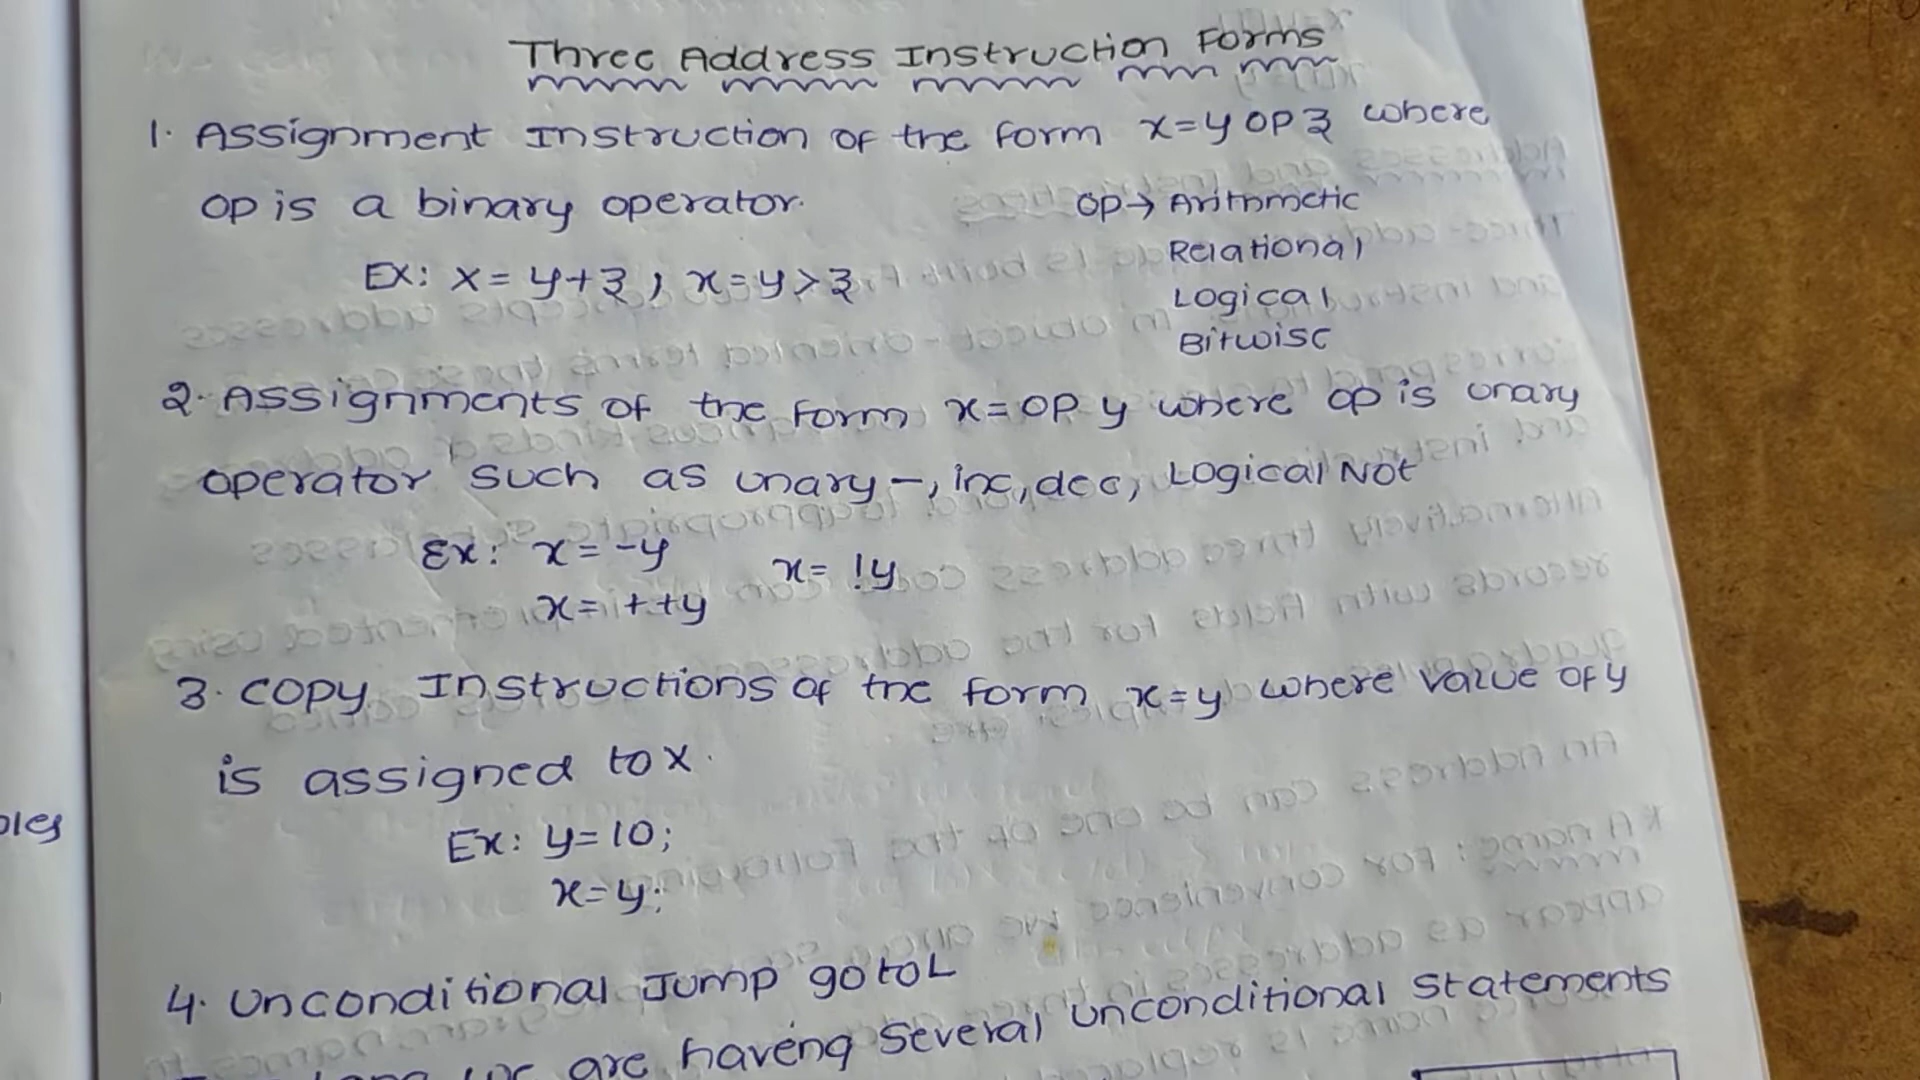 Three Address Instruction Forms
1. Assignment Instruction of the form x=y op z where
op is a binary operator.
op→ Arithmetic
Relational
Logical
Bitwise
Ex: x = y+z, x=y>z
2. Assignments of the form x=op y where op is unary
operator such as unary -, inc, dec, Logical Not
Ex: x=-y x= !y
x=++y
3. copy Instructions of the form x=y where value of y
is assigned to x.
Ex: y=10;
x=y;
4. Unconditional Jump goto L
are having several unconditional statements